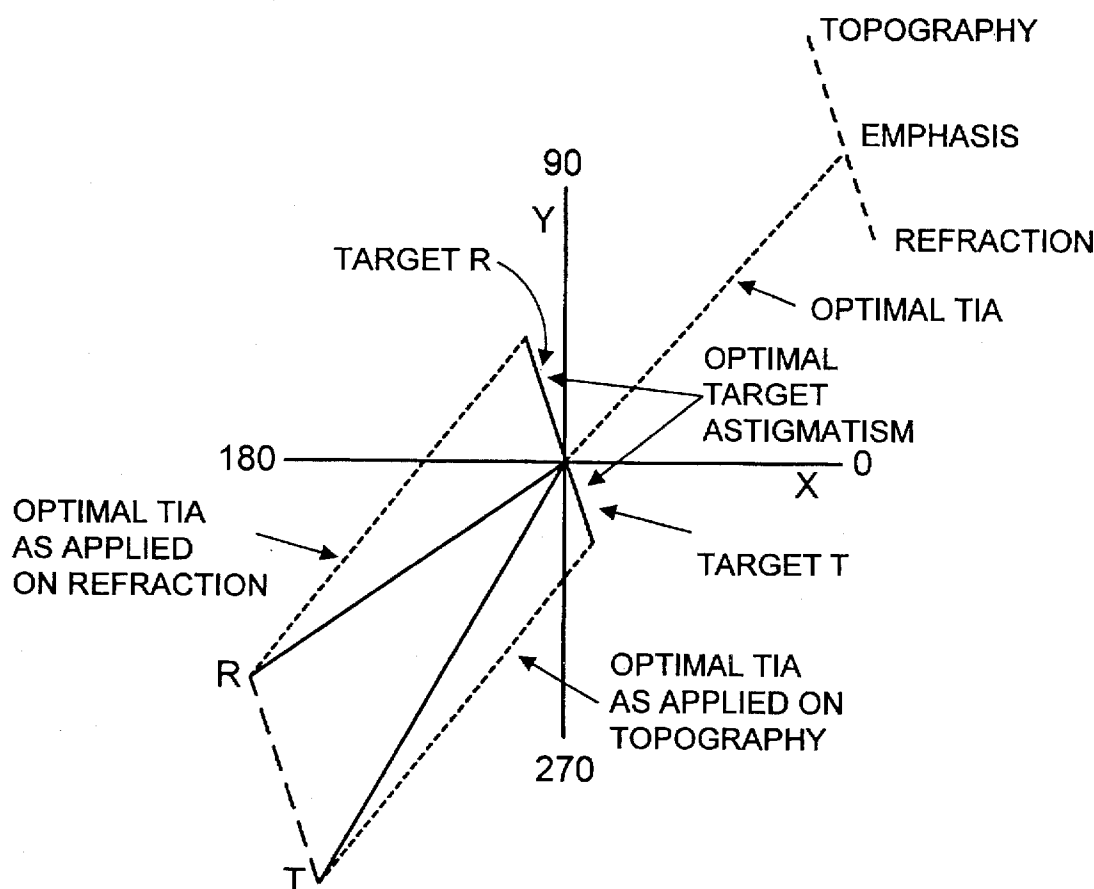 TOPOGRAPHY
EMPHASIS
90
Y
REFRACTION
TARGET R
OPTIMAL TIA
OPTIMAL
TARGET
ASTIGMATISM
180
0
X
OPTIMAL TIA
AS APPLIED
ON REFRACTION
TARGET T
R
OPTIMAL TIA
AS APPLIED ON
TOPOGRAPHY
270
T